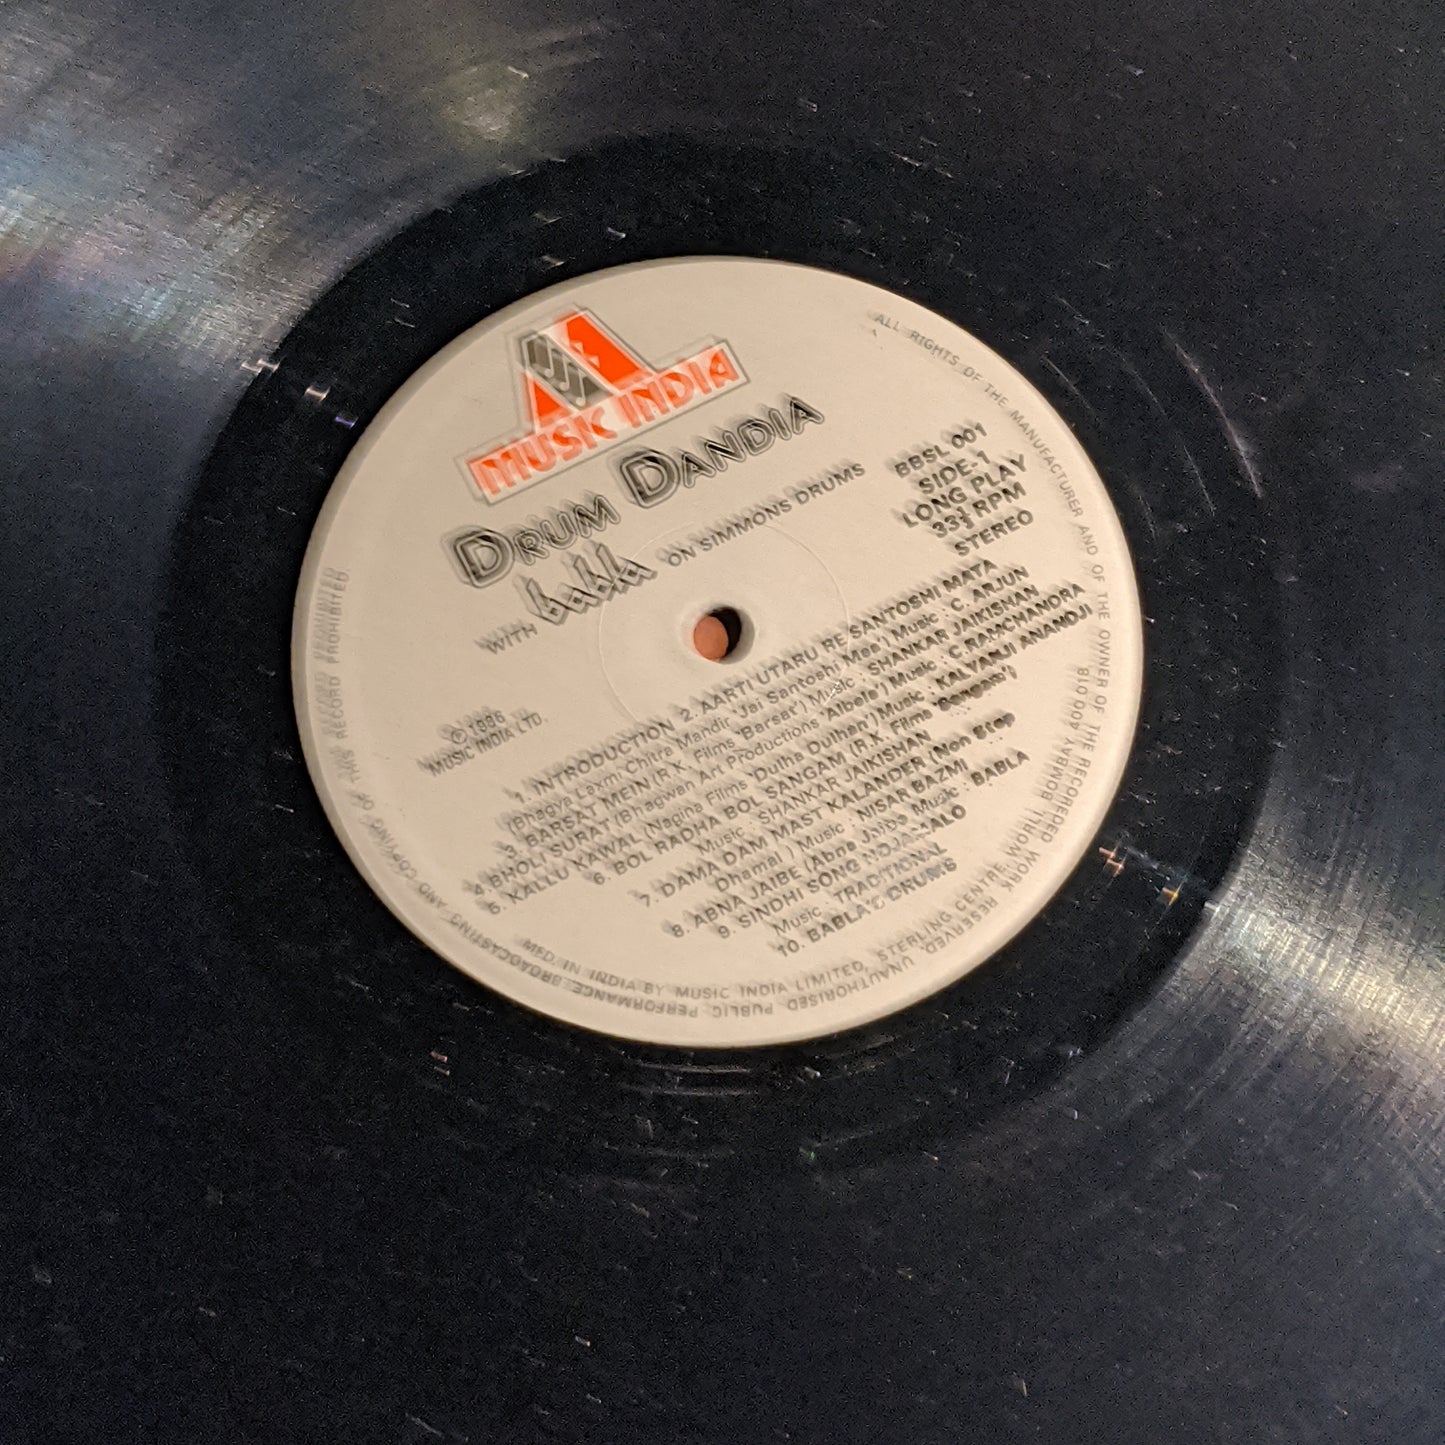 MUSIC INDIA
DRUM DANDIA
WITH babla ON SIMMONS DRUMS
BBSL 001
SIDE-1
LONG PLAY
33⅓ RPM
STEREO
℗ 1986
MUSIC INDIA LTD.
1. INTRODUCTION 2. AARTI UTARU RE SANTOSHI MATA
(Bhagya Laxmi Chitra Mandir 'Jai Santoshi Maa') Music : C. ARJUN
3. BARSAT MEIN (R.K. Films 'Barsat') Music : SHANKAR JAIKISHAN
4. BHOLI SURAT (Bhagwan Art Productions 'Albela') Music : C. RAMCHANDRA
5. KALLU KAWAL (Nagina Films 'Dulha Dulhan') Music : KALYANJI ANANDJI
6. BOL RADHA BOL SANGAM (R.K. Films 'Sangam')
Music : SHANKAR JAIKISHAN
7. DAMA DAM MAST KALANDER (Non Stop
Dhamal) Music : NISAR BAZMI
8. ABNA JAIBE (Abna Jaibe Music : BABLA
9. SINDHI SONG NOJAMALO
Music : TRADITIONAL
10. BABLA'S DRUMS
ALL RIGHTS OF THE MANUFACTURER AND OF THE OWNER OF THE RECORDED WORK RESERVED. UNAUTHORISED PUBLIC PERFORMANCE BROADCASTING AND COPYING OF THIS RECORD PROHIBITED.
MADE IN INDIA BY MUSIC INDIA LIMITED, STERLING CENTRE, WORLI, BOMBAY 400 018